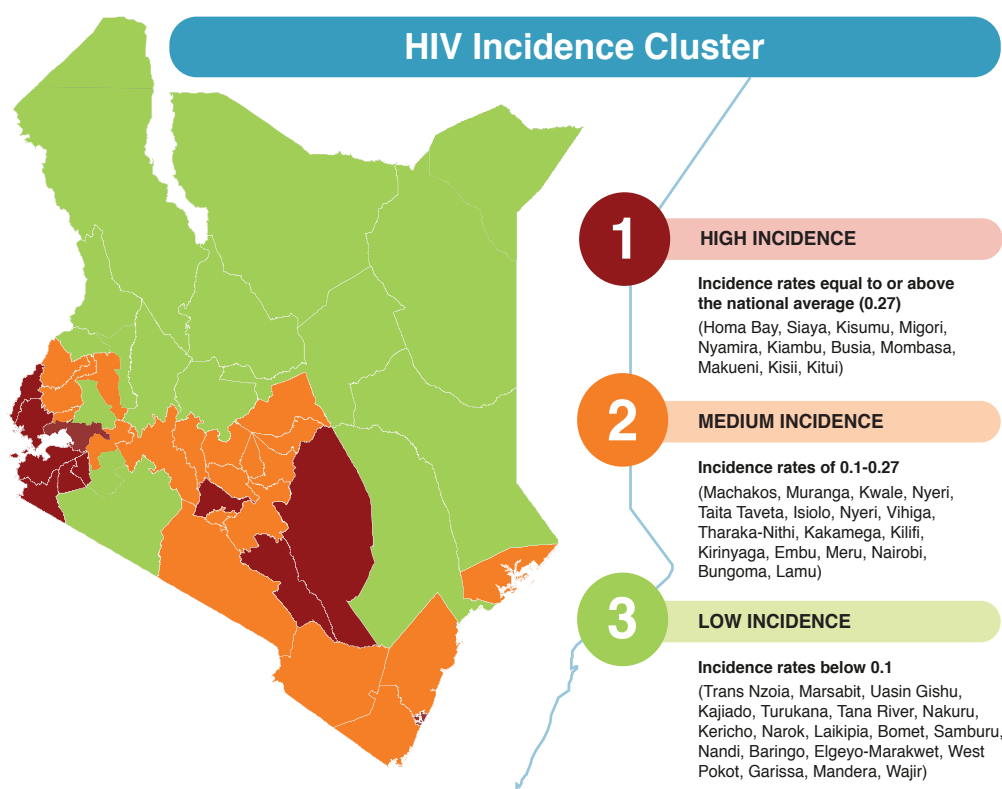 HIV Incidence Cluster
1
HIGH INCIDENCE
Incidence rates equal to or above
the national average (0.27)
(Homa Bay, Siaya, Kisumu, Migori,
Nyamira, Kiambu, Busia, Mombasa,
Makueni, Kisii, Kitui)
2
MEDIUM INCIDENCE
Incidence rates of 0.1-0.27
(Machakos, Muranga, Kwale, Nyeri,
Taita Taveta, Isiolo, Nyeri, Vihiga,
Tharaka-Nithi, Kakamega, Kilifi,
Kirinyaga, Embu, Meru, Nairobi,
Bungoma, Lamu)
3
LOW INCIDENCE
Incidence rates below 0.1
(Trans Nzoia, Marsabit, Uasin Gishu,
Kajiado, Turukana, Tana River, Nakuru,
Kericho, Narok, Laikipia, Bomet, Samburu,
Nandi, Baringo, Elgeyo-Marakwet, West
Pokot, Garissa, Mandera, Wajir)